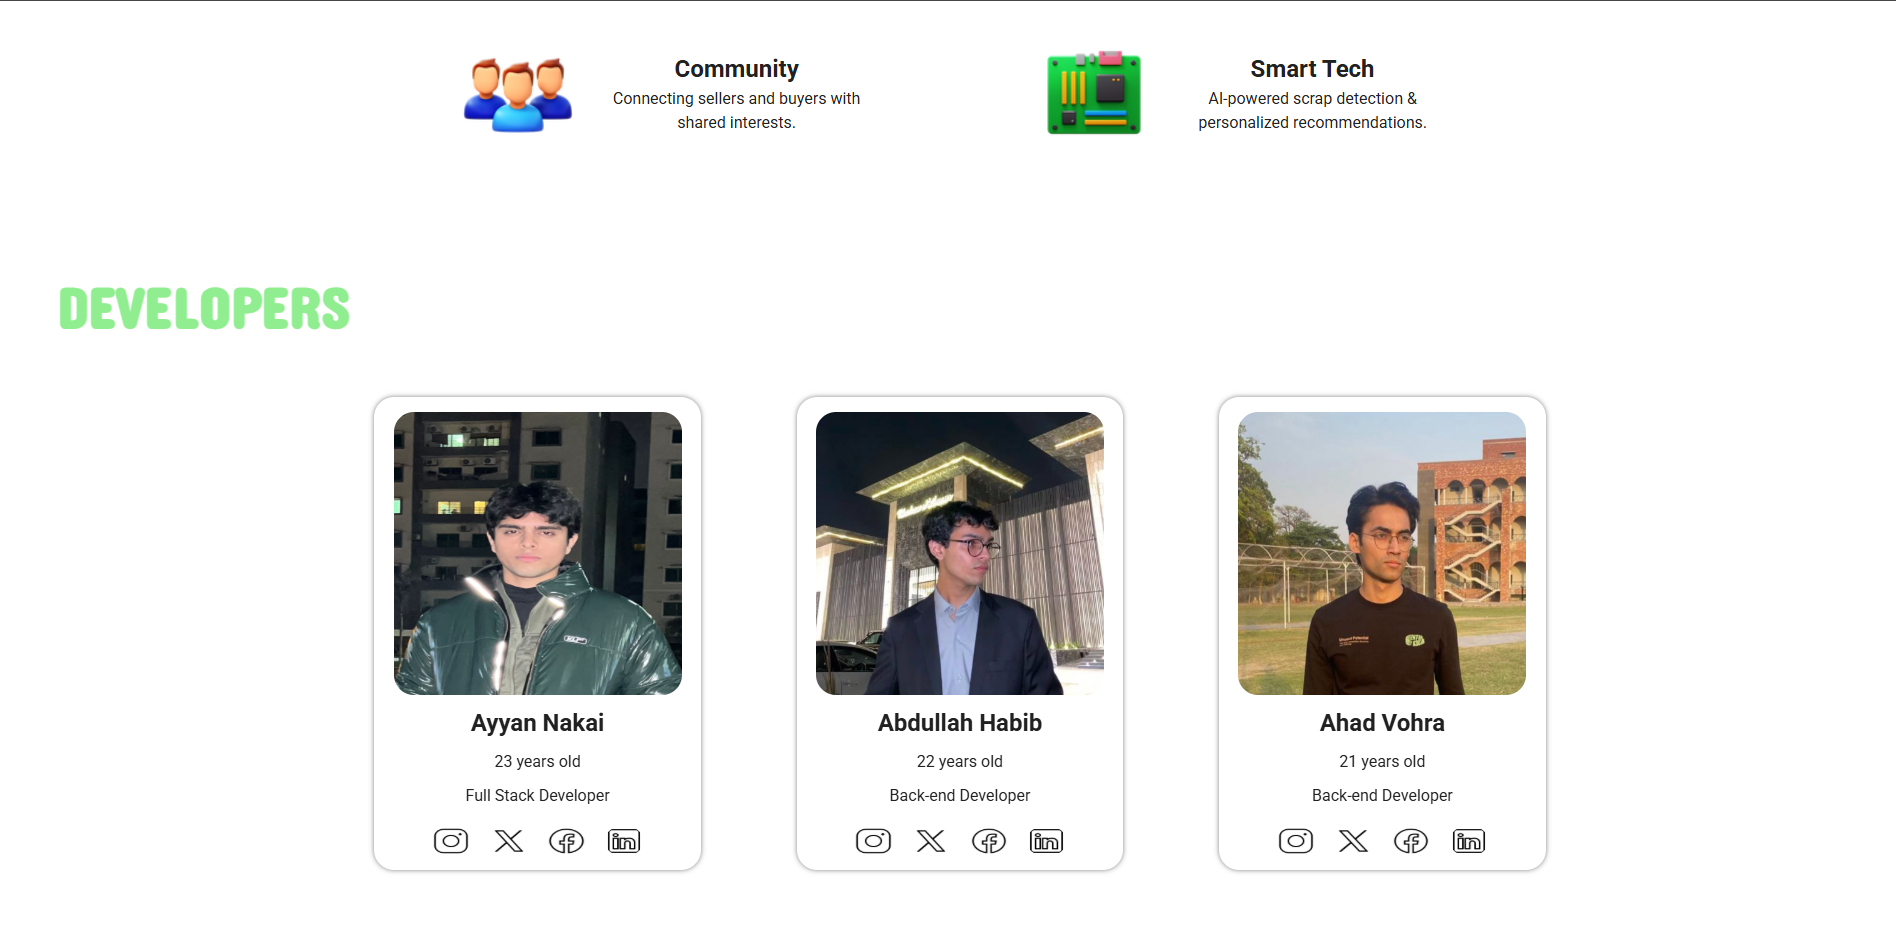 Community
Connecting sellers and buyers with
shared interests.
Smart Tech
AI-powered scrap detection &
personalized recommendations.
DEVELOPERS
Ayyan Nakai
23 years old
Full Stack Developer
Abdullah Habib
22 years old
Back-end Developer
Ahad Vohra
21 years old
Back-end Developer